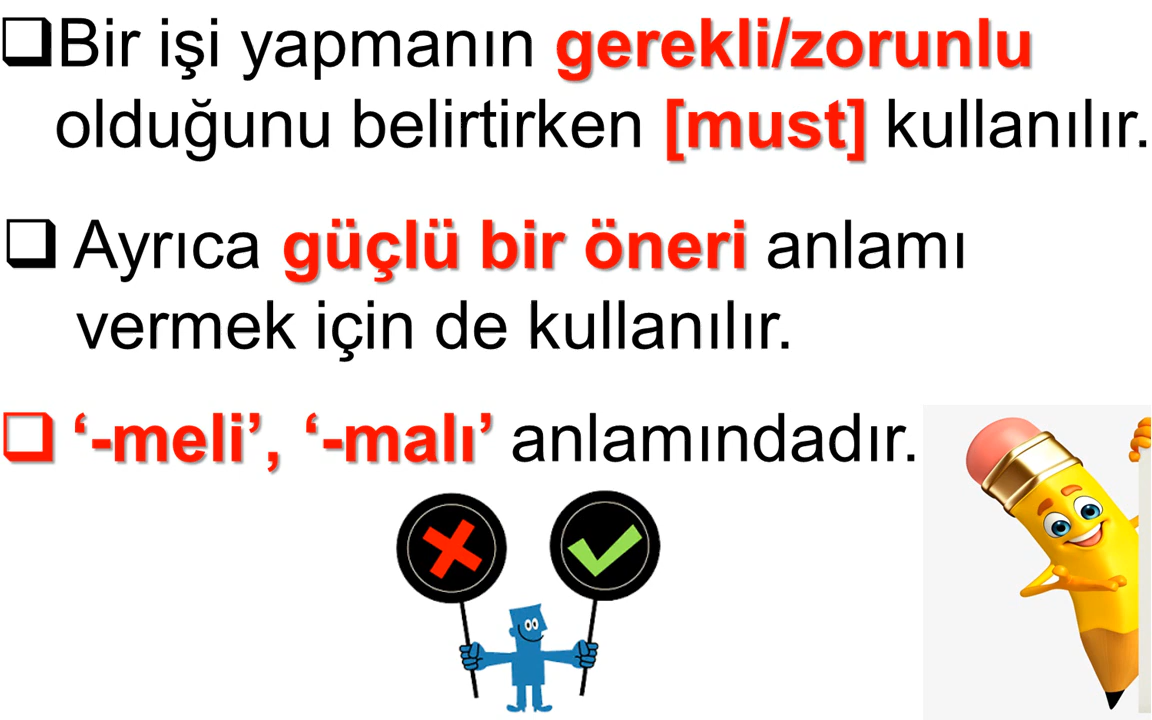 ❑Bir işi yapmanın gerekli/zorunlu
olduğunu belirtirken [must] kullanılır.
❑ Ayrıca güçlü bir öneri anlamı
vermek için de kullanılır.
❑ ‘-meli’, ‘-malı’ anlamındadır.